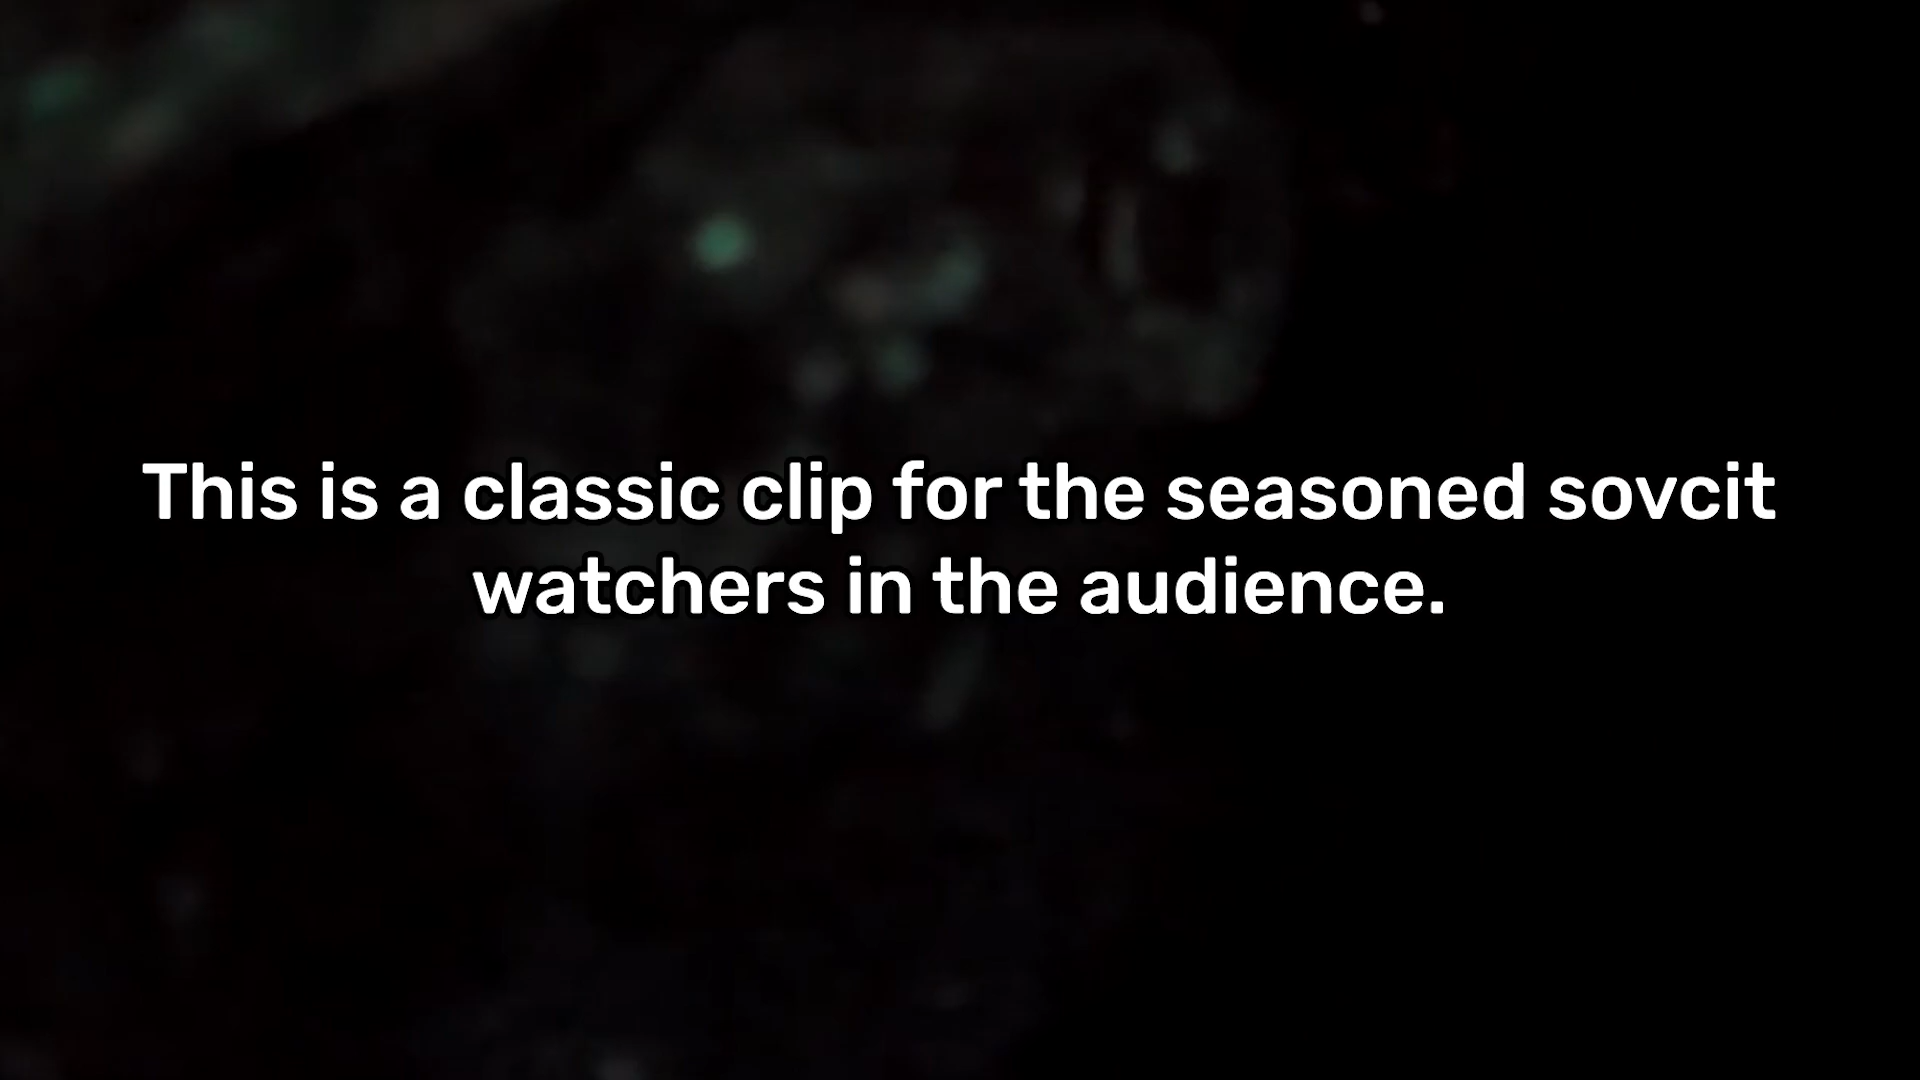 This is a classic clip for the seasoned sovcit
watchers in the audience.